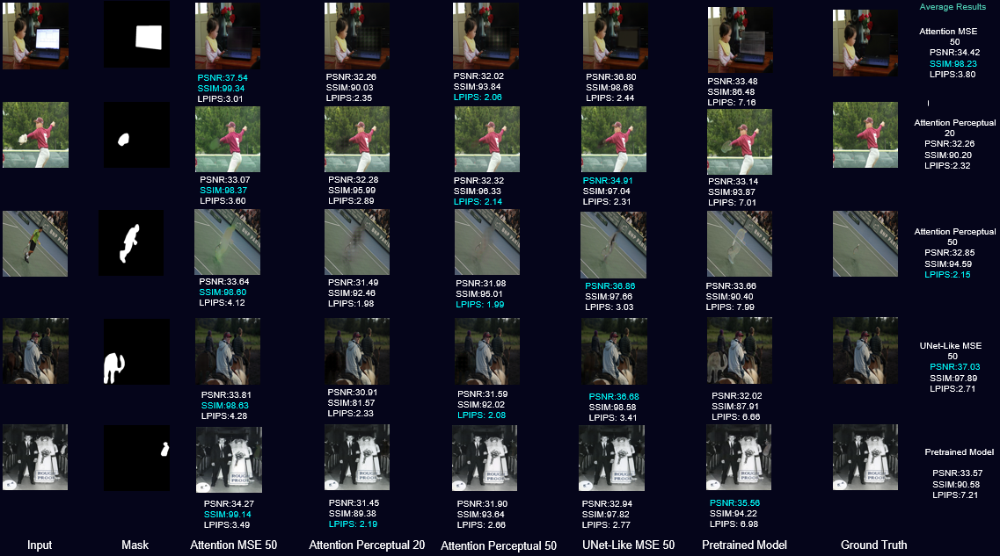 Average Results
Attention MSE
50
PSNR:34.42
SSIM:98.23
LPIPS:3.80
PSNR:37.54
SSIM:99.34
LPIPS:3.01
PSNR:32.26
SSIM:90.03
LPIPS:2.35
PSNR:32.02
SSIM:93.84
LPIPS: 2.06
PSNR:36.80
SSIM:98.68
LPIPS: 2.44
PSNR:33.48
SSIM:86.48
LPIPS: 7.16
Attention Perceptual
20
PSNR:32.26
SSIM:90.20
LPIPS:2.32
PSNR:33.07
SSIM:98.37
LPIPS:3.60
PSNR:32.28
SSIM:95.99
LPIPS:2.89
PSNR:32.32
SSIM:96.33
LPIPS: 2.14
PSNR:34.91
SSIM:97.04
LPIPS: 2.31
PSNR:33.14
SSIM:93.87
LPIPS: 7.01
BNP PARI
Attention Perceptual
50
PSNR:32.85
SSIM:94.59
LPIPS:2.15
PSNR:33.64
SSIM:98.60
LPIPS:4.12
PSNR:31.49
SSIM:92.46
LPIPS:1.98
PSNR:31.98
SSIM:95.01
LPIPS: 1.99
PSNR:36.86
SSIM:97.66
LPIPS: 3.03
PSNR:33.66
SSIM:90.40
LPIPS: 7.99
UNet-Like MSE
50
PSNR:37.03
SSIM:97.89
LPIPS:2.71
PSNR:33.81
SSIM:98.63
LPIPS:4.28
PSNR:30.91
SSIM:81.57
LPIPS:2.33
PSNR:31.59
SSIM:92.02
LPIPS: 2.08
PSNR:36.68
SSIM:98.58
LPIPS: 3.41
PSNR:32.02
SSIM:87.91
LPIPS: 6.66
ROUGH
PROOF
Pretrained Model
PSNR:33.57
SSIM:90.58
LPIPS:7.21
PSNR:34.27
SSIM:99.14
LPIPS:3.49
PSNR:31.45
SSIM:89.38
LPIPS: 2.19
PSNR:31.90
SSIM:93.64
LPIPS: 2.66
PSNR:32.94
SSIM:97.82
LPIPS: 2.77
PSNR:35.56
SSIM:94.22
LPIPS: 6.98
Input
Mask
Attention MSE 50
Attention Perceptual 20
Attention Perceptual 50
UNet-Like MSE 50
Pretrained Model
Ground Truth